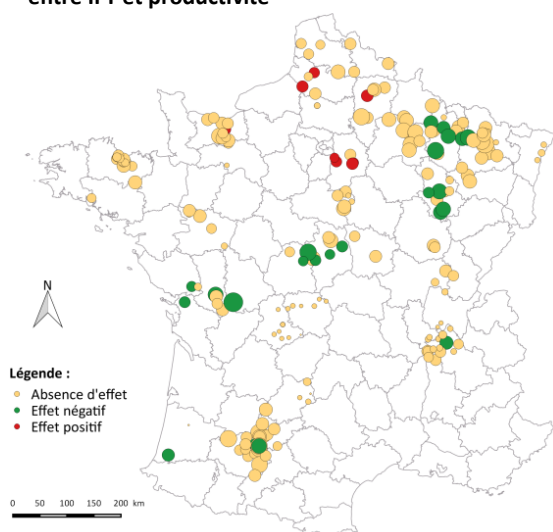 entre IFT et productivité
N
Légende :
Absence d'effet
Effet négatif
Effet positif
0 50 100 150 200 km